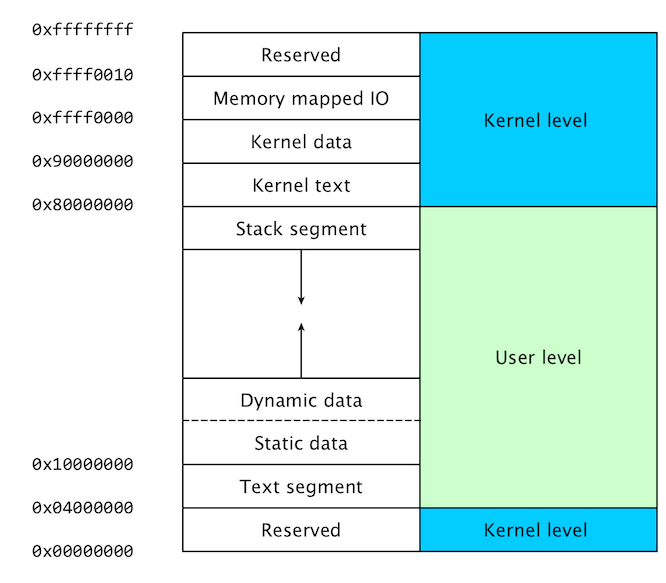 0xffffffff
Reserved
0xffff0010
Memory mapped IO
0xffff0000
Kernel level
Kernel data
0x90000000
Kernel text
0x80000000
Stack segment
User level
Dynamic data
Static data
0x10000000
Text segment
0x04000000
Reserved
Kernel level
0x00000000